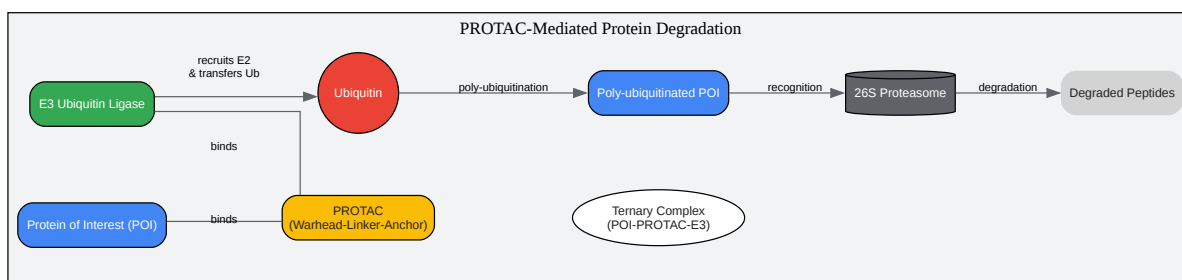 PROTAC-Mediated Protein Degradation
recruits E2
& transfers Ub
E3 Ubiquitin Ligase
Ubiquitin
poly-ubiquitination
Poly-ubiquitinated POI
recognition
26S Proteasome
degradation
Degraded Peptides
binds
Protein of Interest (POI)
binds
PROTAC
(Warhead-Linker-Anchor)
Ternary Complex
(POI-PROTAC-E3)